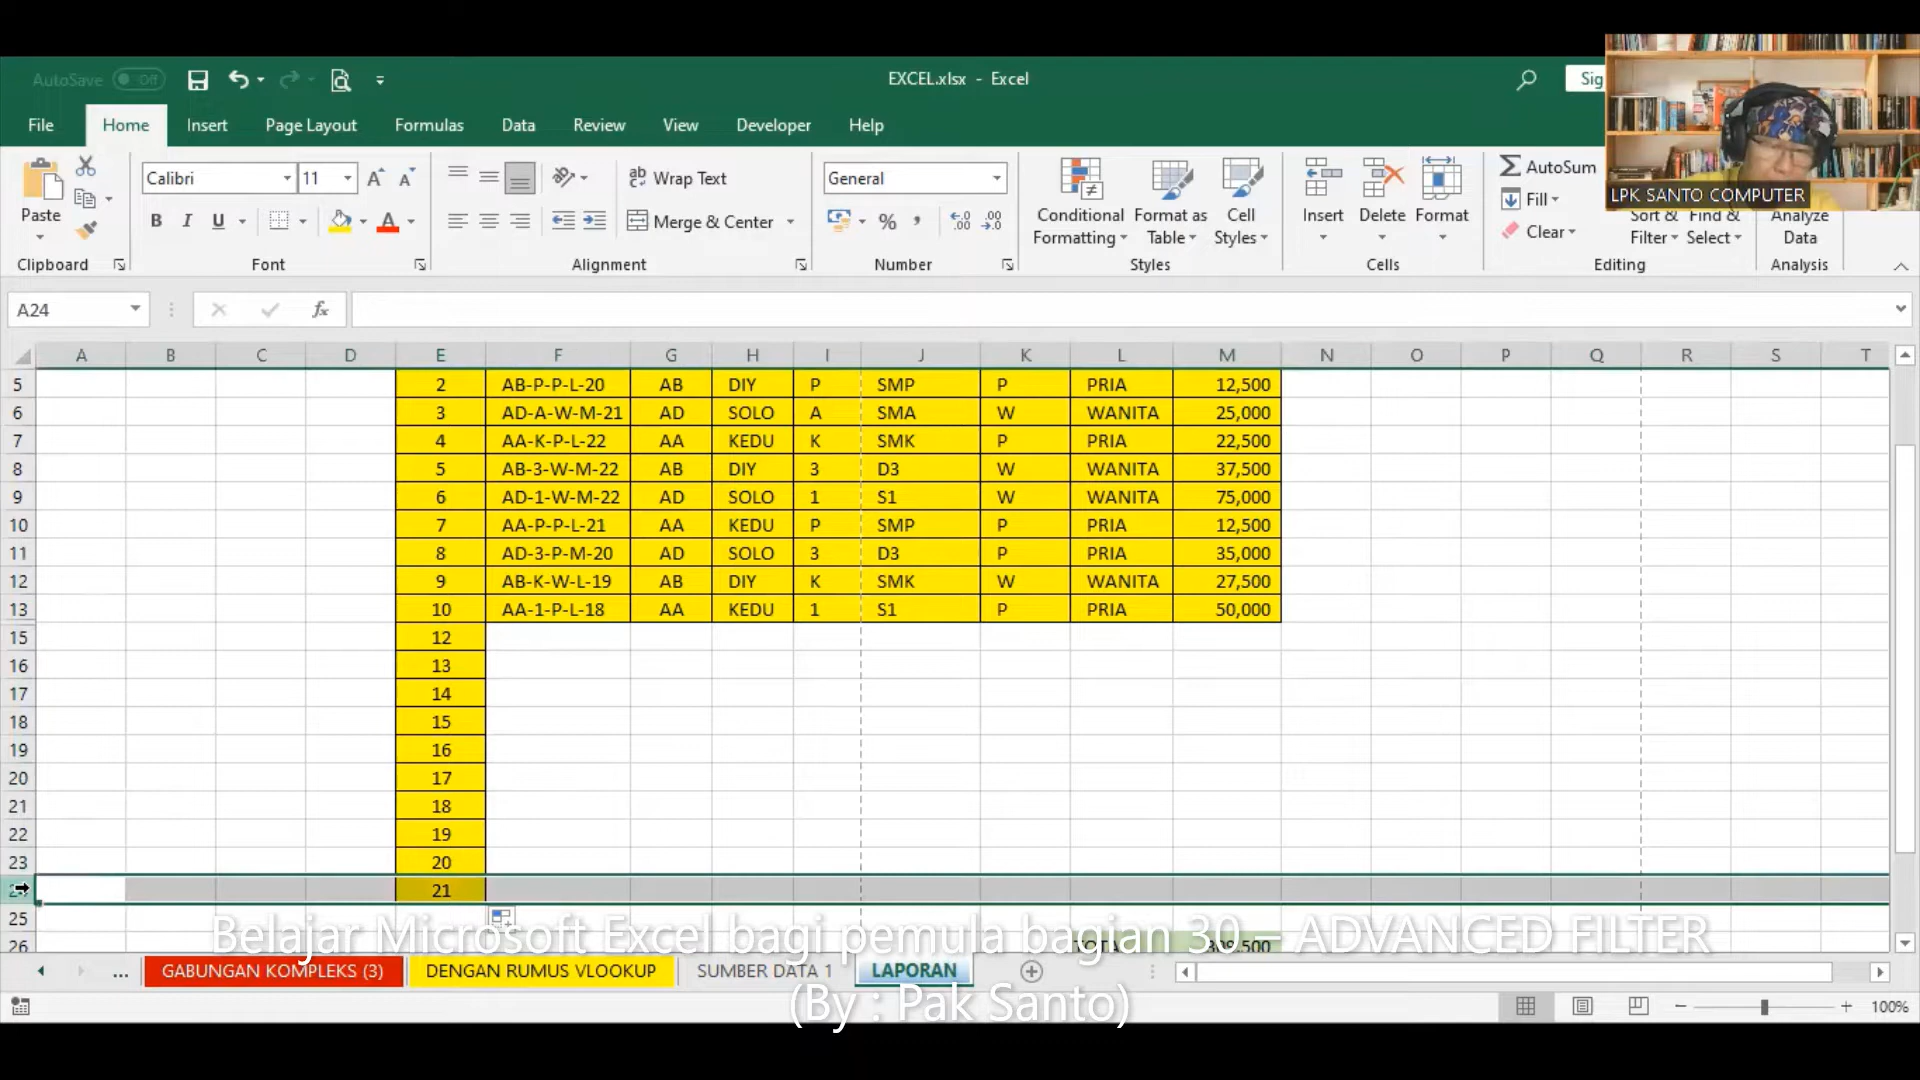 AutoSave Off EXCEL.xlsx - Excel Sig
File Home Insert Page Layout Formulas Data Review View Developer Help
LPK SANTO COMPUTER
Paste Calibri 11 Wrap Text General
B I U Merge & Center % ,
Conditional Formatting Format as Table Cell Styles
Insert Delete Format
AutoSum
Fill
Clear
Sort & Filter Find & Select
Analyze Data
Clipboard Font Alignment Number Styles Cells Editing Analysis
A24 fx
A B C D E F G H I J K L M N O P Q R S T
5 2 AB-P-P-L-20 AB DIY P SMP P PRIA 12,500
6 3 AD-A-W-M-21 AD SOLO A SMA W WANITA 25,000
7 4 AA-K-P-L-22 AA KEDU K SMK P PRIA 22,500
8 5 AB-3-W-M-22 AB DIY 3 D3 W WANITA 37,500
9 6 AD-1-W-M-22 AD SOLO 1 S1 W WANITA 75,000
10 7 AA-P-P-L-21 AA KEDU P SMP P PRIA 12,500
11 8 AD-3-P-M-20 AD SOLO 3 D3 P PRIA 35,000
12 9 AB-K-W-L-19 AB DIY K SMK W WANITA 27,500
13 10 AA-1-P-L-18 AA KEDU 1 S1 P PRIA 50,000
15 12
16 13
17 14
18 15
19 16
20 17
21 18
22 19
23 20
21
25
26
Belajar Microsoft Excel bagi pemula bagian 30 – ADVANCED FILTER
(By : Pak Santo)
... GABUNGAN KOMPLEKS (3) DENGAN RUMUS VLOOKUP SUMBER DATA 1 LAPORAN
100%